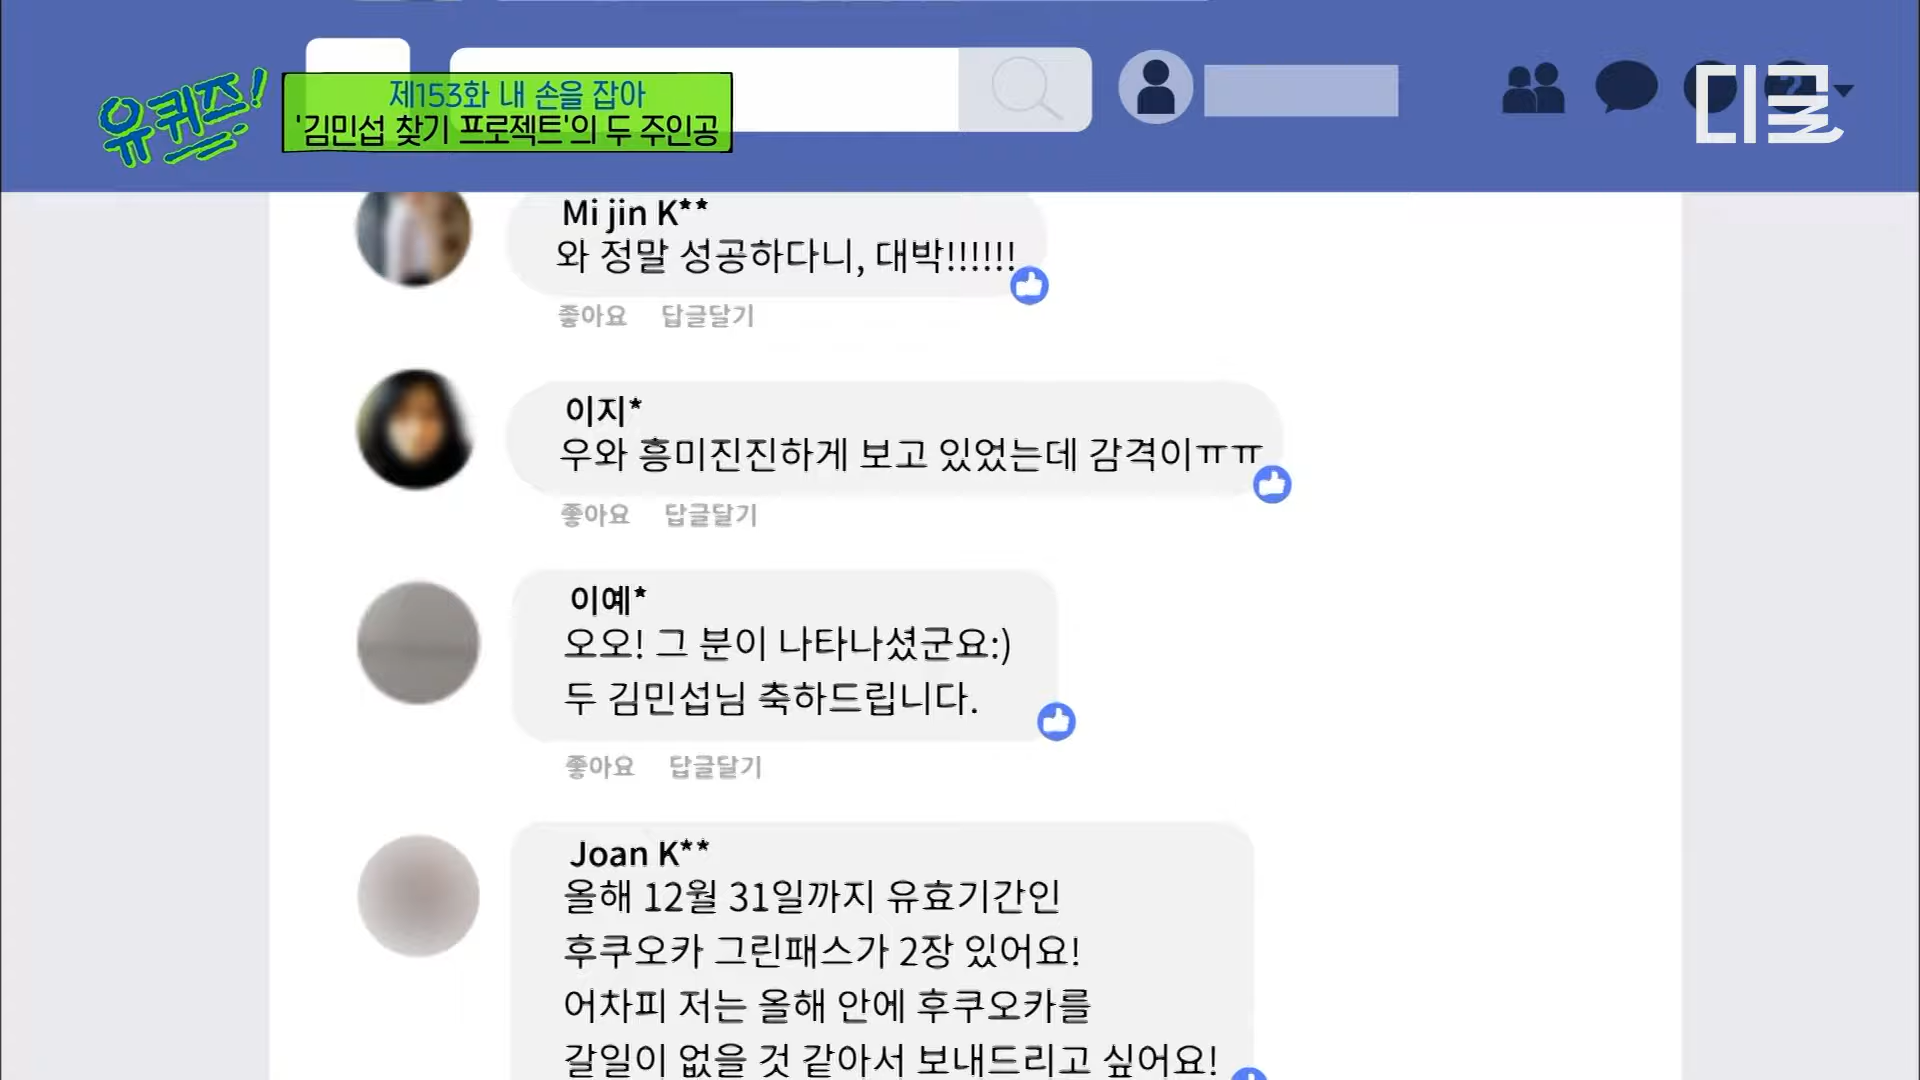 유퀴즈!
제153화 내 손을 잡아
'김민섭 찾기 프로젝트'의 두 주인공
?
디글
Mi jin K**
와 정말 성공하다니, 대박!!!!!!
좋아요 답글달기
이지*
우와 흥미진진하게 보고 있었는데 감격이ㅠㅠ
좋아요 답글달기
이예*
오오! 그 분이 나타나셨군요:)
두 김민섭님 축하드립니다.
좋아요 답글달기
Joan K**
올해 12월 31일까지 유효기간인
후쿠오카 그린패스가 2장 있어요!
어차피 저는 올해 안에 후쿠오카를
갈일이 없을 것 같아서 보내드리고 싶어요!